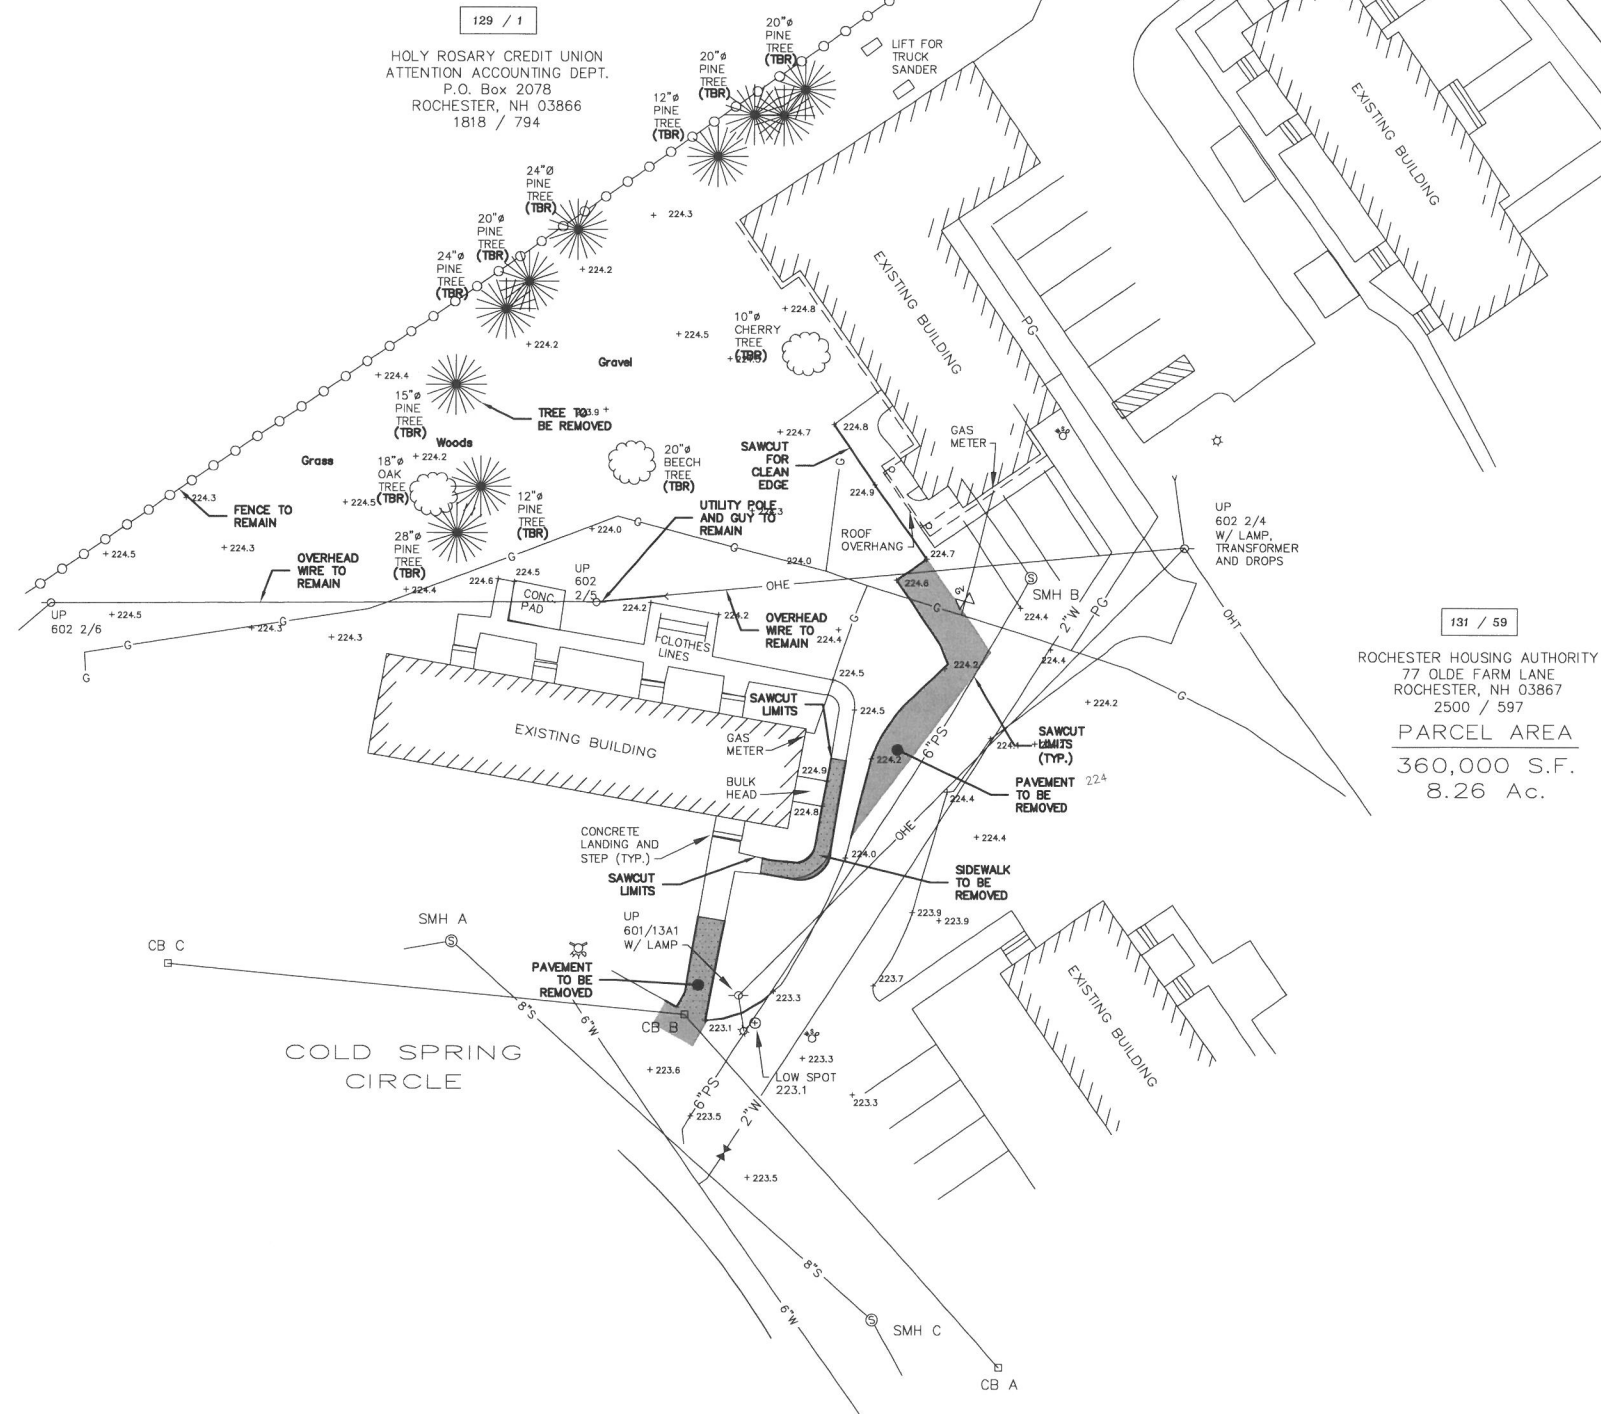 129 / 1
HOLY ROSARY CREDIT UNION
ATTENTION ACCOUNTING DEPT.
P.O. Box 2078
ROCHESTER, NH 03866
1818 / 794
20"ø
PINE
TREE
(TBR)
20"ø
PINE
TREE
(TBR)
12"ø
PINE
TREE
(TBR)
LIFT FOR
TRUCK
SANDER
EXISTING BUILDING
24"Ø
PINE
TREE
(TBR)
20"ø
PINE
TREE
(TBR)
24"ø
PINE
TREE
(TBR)
224.3
224.2
224.2
224.8
224.5
10"ø
CHERRY
TREE
(TBR)
EXISTING BUILDING
PG
Gravel
224.4
15"ø
PINE
TREE
(TBR)
TREE TO
BE REMOVED
Woods
224.2
Grass
18"ø
OAK
TREE
(TBR)
224.3
224.5
FENCE TO
REMAIN
12"ø
PINE
TREE
(TBR)
28"ø
PINE
TREE
(TBR)
20"ø
BEECH
TREE
(TBR)
224.7
224.8
SAWCUT
FOR
CLEAN
EDGE
G
224.9
GAS
METER
P
P
ROOF
OVERHANG
UTILITY POLE
AND GUY TO
REMAIN
224.0
G
G
224.0
224.7
224.6
UP
602 2/4
W/ LAMP,
TRANSFORMER
AND DROPS
224.5
224.3
OVERHEAD
WIRE TO
REMAIN
G
224.6
224.5
UP
602
2/5
CONC.
PAD
224.4
OHE
UP
602 2/6
224.5
224.3
G
224.3
G
G
224.2
224.2
CLOTHES
LINES
OVERHEAD
WIRE TO
REMAIN
224.4
G
G
SMH B
224.4
2"W
PG
OHT
131 / 59
ROCHESTER HOUSING AUTHORITY
77 OLDE FARM LANE
ROCHESTER, NH 03867
2500 / 597
PARCEL AREA
360,000 S.F.
8.26 Ac.
224.2
224.4
G
224.2
224.5
224.5
SAWCUT
LIMITS
EXISTING BUILDING
GAS
METER
224.9
BULK
HEAD
224.8
6"PS
224.2
SAWCUT
LIMITS
(TYP.)
PAVEMENT
TO BE
REMOVED
224
224.4
224.4
OHE
CONCRETE
LANDING AND
STEP (TYP.)
SAWCUT
LIMITS
224.0
SIDEWALK
TO BE
REMOVED
223.9
223.9
SMH A
S
CB C
UP
601/13A1
W/ LAMP
PAVEMENT
TO BE
REMOVED
223.7
223.3
8"S
6"W
CB B
223.1
EXISTING BUILDING
COLD SPRING
CIRCLE
223.6
223.3
LOW SPOT
223.1
6"PS
2"W
223.5
223.3
223.5
8"S
6"W
S
SMH C
CB A